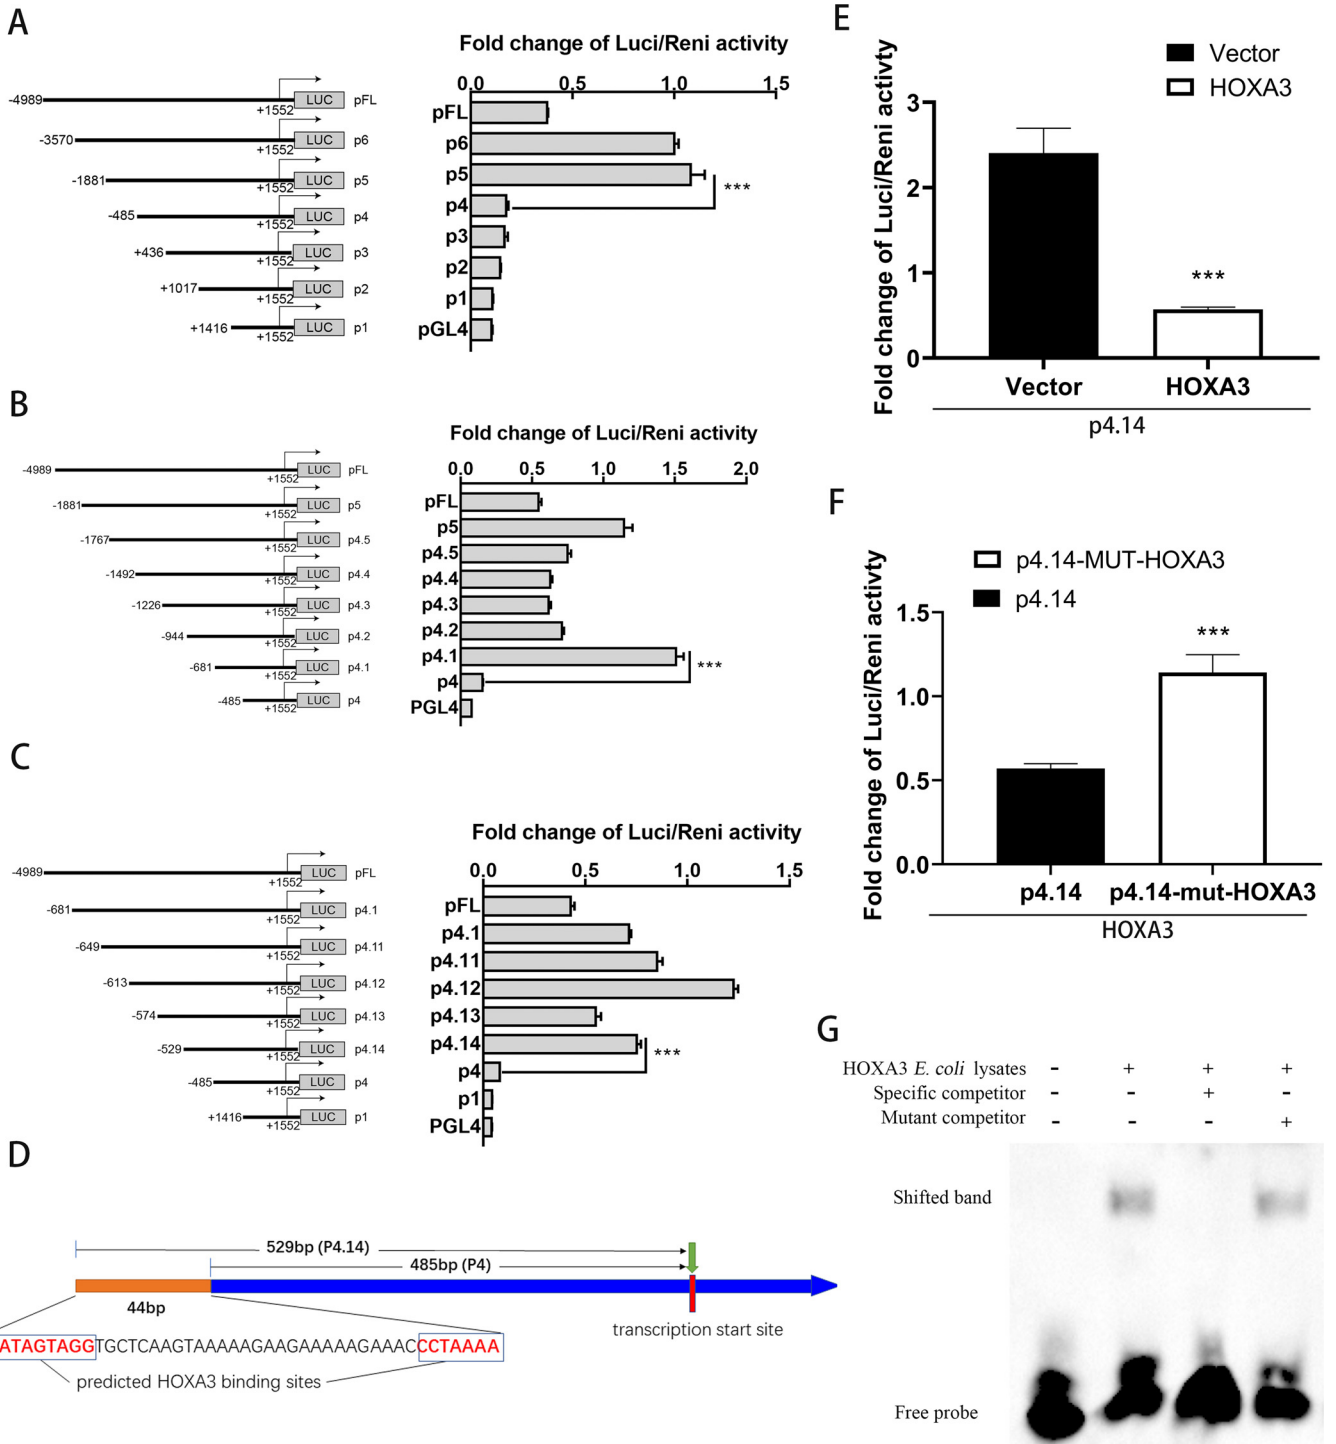 A
Fold change of Luci/Reni activity
0.0 0.5 1.0 1.5
-4989 +1552 LUC pFL
-3570 +1552 LUC p6
-1881 +1552 LUC p5
-485 +1552 LUC p4
+436 +1552 LUC p3
+1017 +1552 LUC p2
+1416 +1552 LUC p1
pFL
p6
p5
p4
p3
p2
p1
pGL4
***
B
Fold change of Luci/Reni activity
0.0 0.5 1.0 1.5 2.0
-4989 +1552 LUC pFL
-1881 +1552 LUC p5
-1767 +1552 LUC p4.5
-1492 +1552 LUC p4.4
-1226 +1552 LUC p4.3
-944 +1552 LUC p4.2
-681 +1552 LUC p4.1
-485 +1552 LUC p4
pFL
p5
p4.5
p4.4
p4.3
p4.2
p4.1
p4
PGL4
***
C
Fold change of Luci/Reni activity
0.0 0.5 1.0 1.5
-4989 +1552 LUC pFL
-681 +1552 LUC p4.1
-649 +1552 LUC p4.11
-613 +1552 LUC p4.12
-574 +1552 LUC p4.13
-529 +1552 LUC p4.14
-485 +1552 LUC p4
+1416 +1552 LUC p1
pFL
p4.1
p4.11
p4.12
p4.13
p4.14
p4
p1
PGL4
***
D
529bp (P4.14)
485bp (P4)
44bp
transcription start site
ATAGTAGGTGCTCAAGTAAAAAGAAGAAAAAGAAACCCTAAAA
predicted HOXA3 binding sites
E
Vector
HOXA3
Fold change of Luci/Reni activty
3
2
1
0
***
Vector HOXA3
p4.14
F
p4.14-MUT-HOXA3
p4.14
Fold change of Luci/Reni activty
1.5
1.0
0.5
0.0
***
p4.14 p4.14-mut-HOXA3
HOXA3
G
HOXA3 E. coli lysates - + + +
Specific competitor - - + -
Mutant competitor - - - +
Shifted band
Free probe